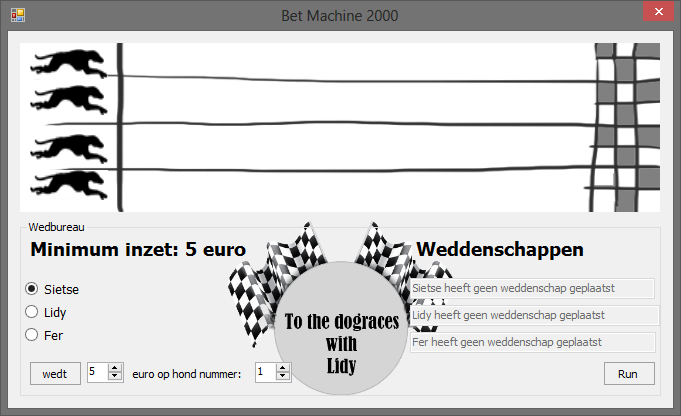 Bet Machine 2000
Wedbureau
Minimum inzet: 5 euro
Weddenschappen
Sietse
Lidy
Fer
Sietse heeft geen weddenschap geplaatst
Lidy heeft geen weddenschap geplaatst
Fer heeft geen weddenschap geplaatst
To the dograces
with
Lidy
wedt 5 euro op hond nummer: 1
Run